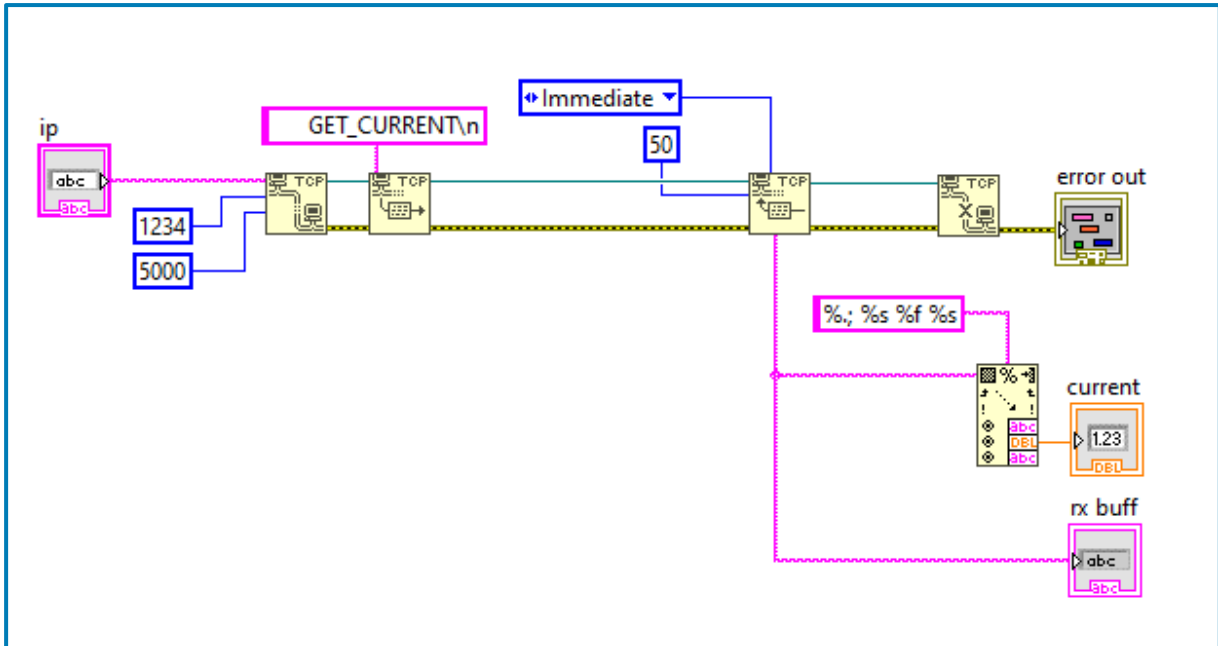 Immediate
ip
GET_CURRENT\n
50
TCP
TCP
TCP
TCP
error out
abc
abc
1234
5000
%.; %s %f %s
%
current
abc
DBL
abc
1.23
DBL
rx buff
abc
abc